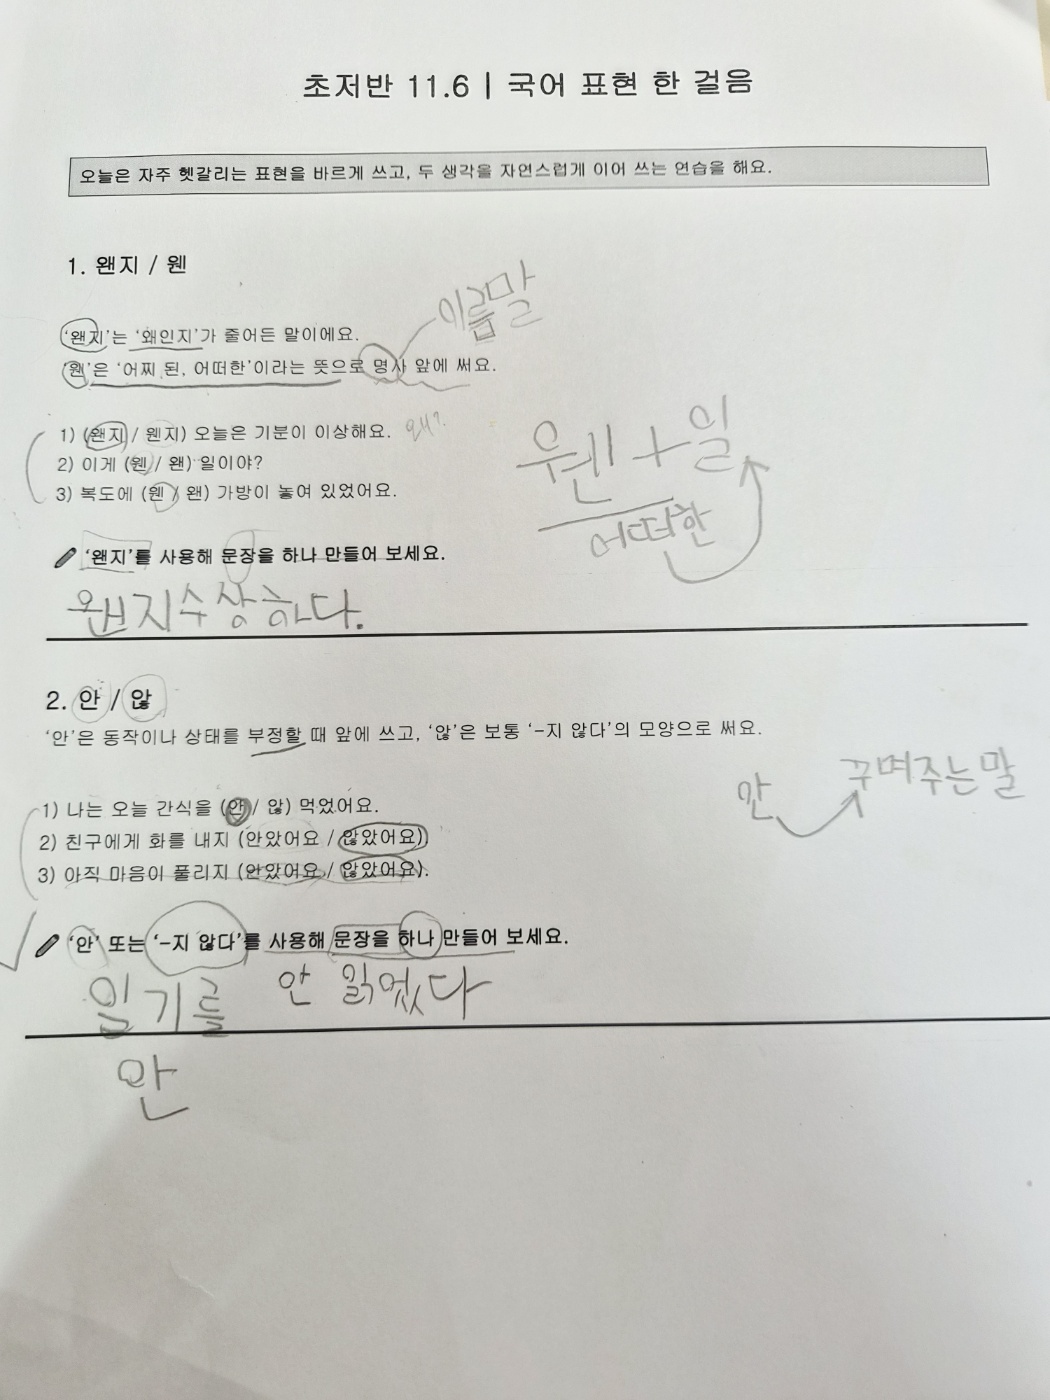 초저반 11.6 | 국어 표현 한 걸음
오늘은 자주 헷갈리는 표현을 바르게 쓰고, 두 생각을 자연스럽게 이어 쓰는 연습을 해요.
1. 왠지 / 웬
이름말
'왠지'는 '왜인지'가 줄어든 말이에요.
'웬'은 '어찌 된, 어떠한'이라는 뜻으로 명사 앞에 써요.
1) (왠지 / 웬지) 오늘은 기분이 이상해요. 왜?
2) 이게 (웬 / 왠) 일이야?
3) 복도에 (웬 / 왠) 가방이 놓여 있었어요.
웬+일
어떠한
'왠지'를 사용해 문장을 하나 만들어 보세요.
왠지수상하다.
2. 안 / 않
'안'은 동작이나 상태를 부정할 때 앞에 쓰고, '않'은 보통 '-지 않다'의 모양으로 써요.
안 꾸며주는말
1) 나는 오늘 간식을 (안 / 않) 먹었어요.
2) 친구에게 화를 내지 (안았어요 / 않았어요)
3) 아직 마음이 풀리지 (안았어요 / 않았어요).
'안' 또는 '-지 않다'를 사용해 문장을 하나 만들어 보세요.
일기를 안 읽었다
안